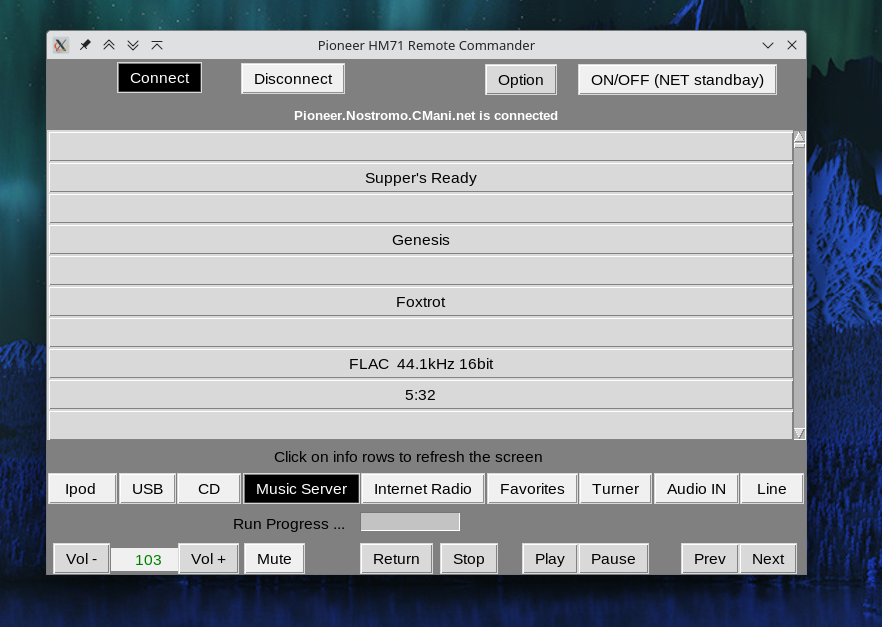 Pioneer HM71 Remote Commander
Connect Disconnect Option ON/OFF (NET standbay)
Pioneer.Nostromo.CMani.net is connected
Supper's Ready
Genesis
Foxtrot
FLAC 44.1kHz 16bit
5:32
Click on info rows to refresh the screen
Ipod USB CD Music Server Internet Radio Favorites Turner Audio IN Line
Run Progress ...
Vol - 103 Vol + Mute Return Stop Play Pause Prev Next